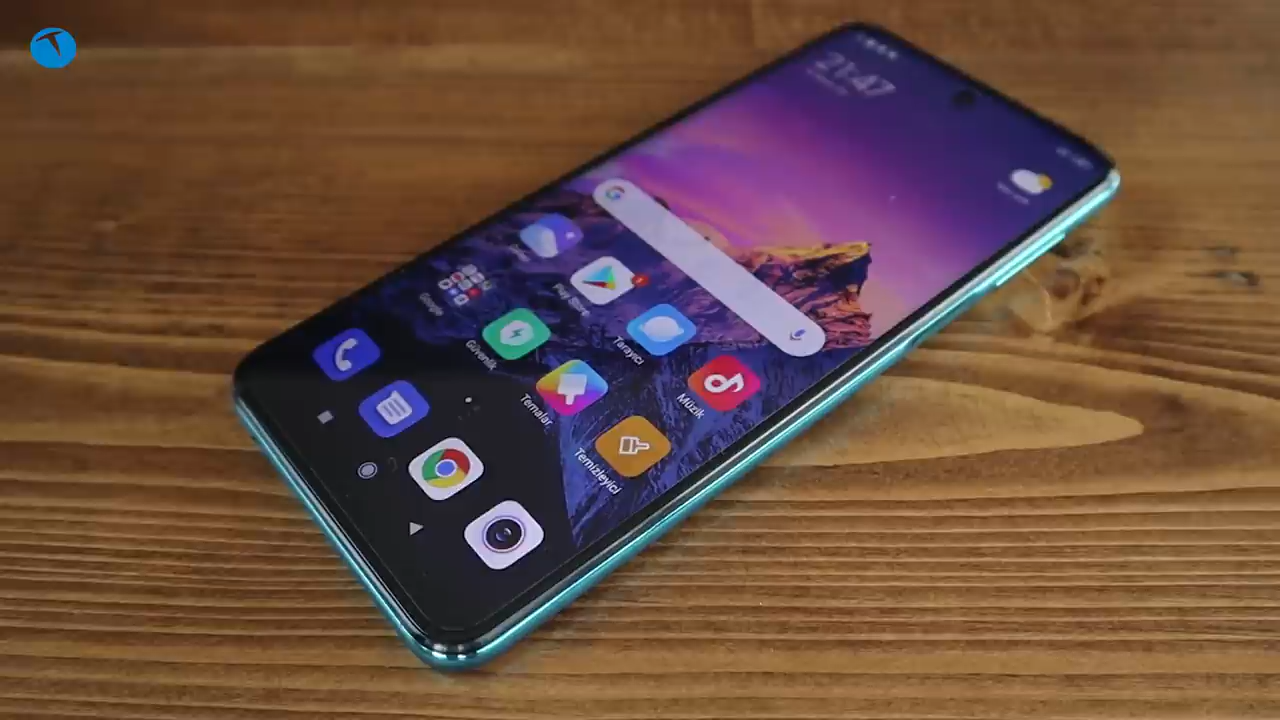 21:47
Google
Play Store
Güvenlik
Tarayıcı
Temalar
Müzik
Temizleyici